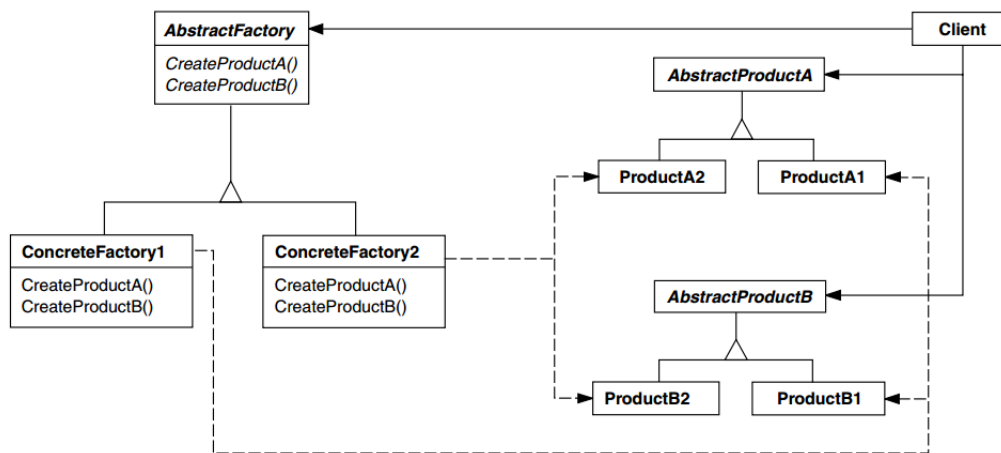 AbstractFactory
CreateProductA()
CreateProductB()
Client
AbstractProductA
ProductA2
ProductA1
ConcreteFactory1
CreateProductA()
CreateProductB()
ConcreteFactory2
CreateProductA()
CreateProductB()
AbstractProductB
ProductB2
ProductB1